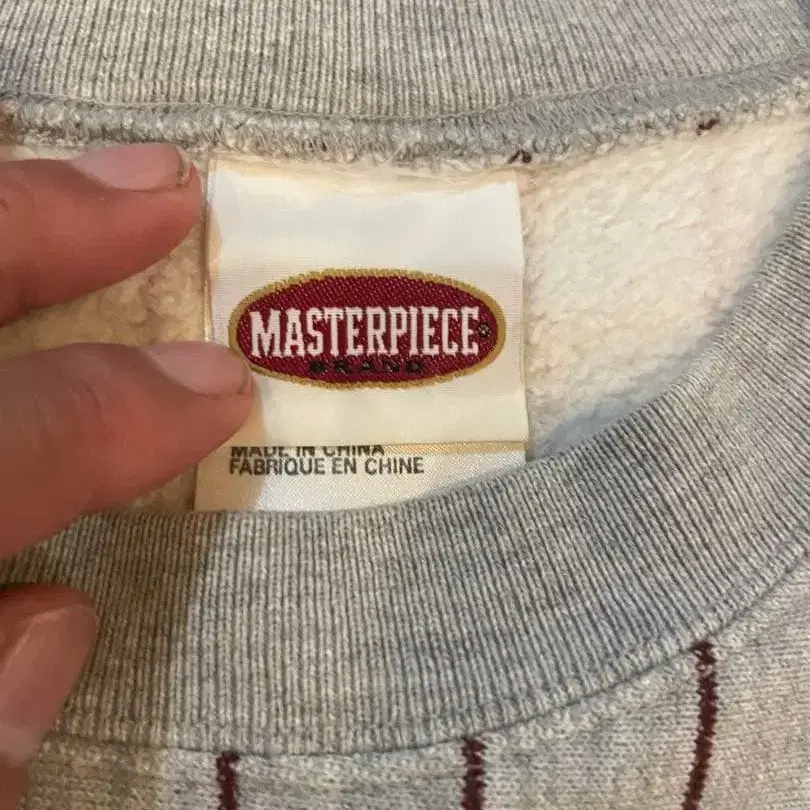 MASTERPIECE
BRAND
MADE IN CHINA
FABRIQUE EN CHINE